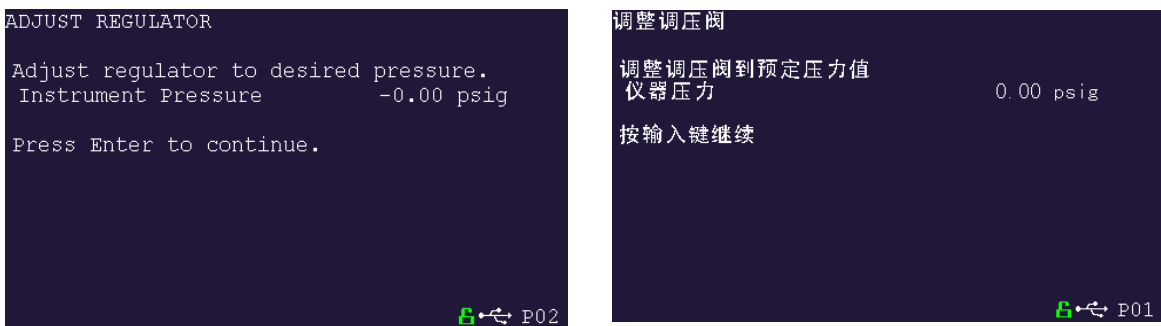 ADJUST REGULATOR
Adjust regulator to desired pressure.
Instrument Pressure -0.00 psig
Press Enter to continue.
P02
调整调压阀
调整调压阀到预定压力值
仪器压力 0.00 psig
按输入键继续
P01